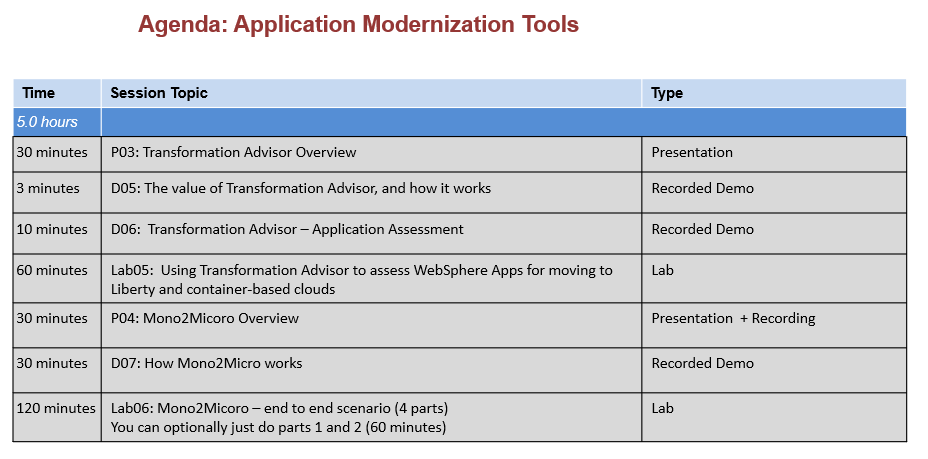 Agenda: Application Modernization Tools
Time Session Topic Type
5.0 hours
30 minutes P03: Transformation Advisor Overview Presentation
3 minutes D05: The value of Transformation Advisor, and how it works Recorded Demo
10 minutes D06:  Transformation Advisor – Application Assessment Recorded Demo
60 minutes Lab05:  Using Transformation Advisor to assess WebSphere Apps for moving to Lab
Liberty and container-based clouds
30 minutes P04: Mono2Micoro Overview Presentation  + Recording
30 minutes D07: How Mono2Micro works Recorded Demo
120 minutes Lab06: Mono2Micoro – end to end scenario (4 parts) Lab
You can optionally just do parts 1 and 2 (60 minutes)